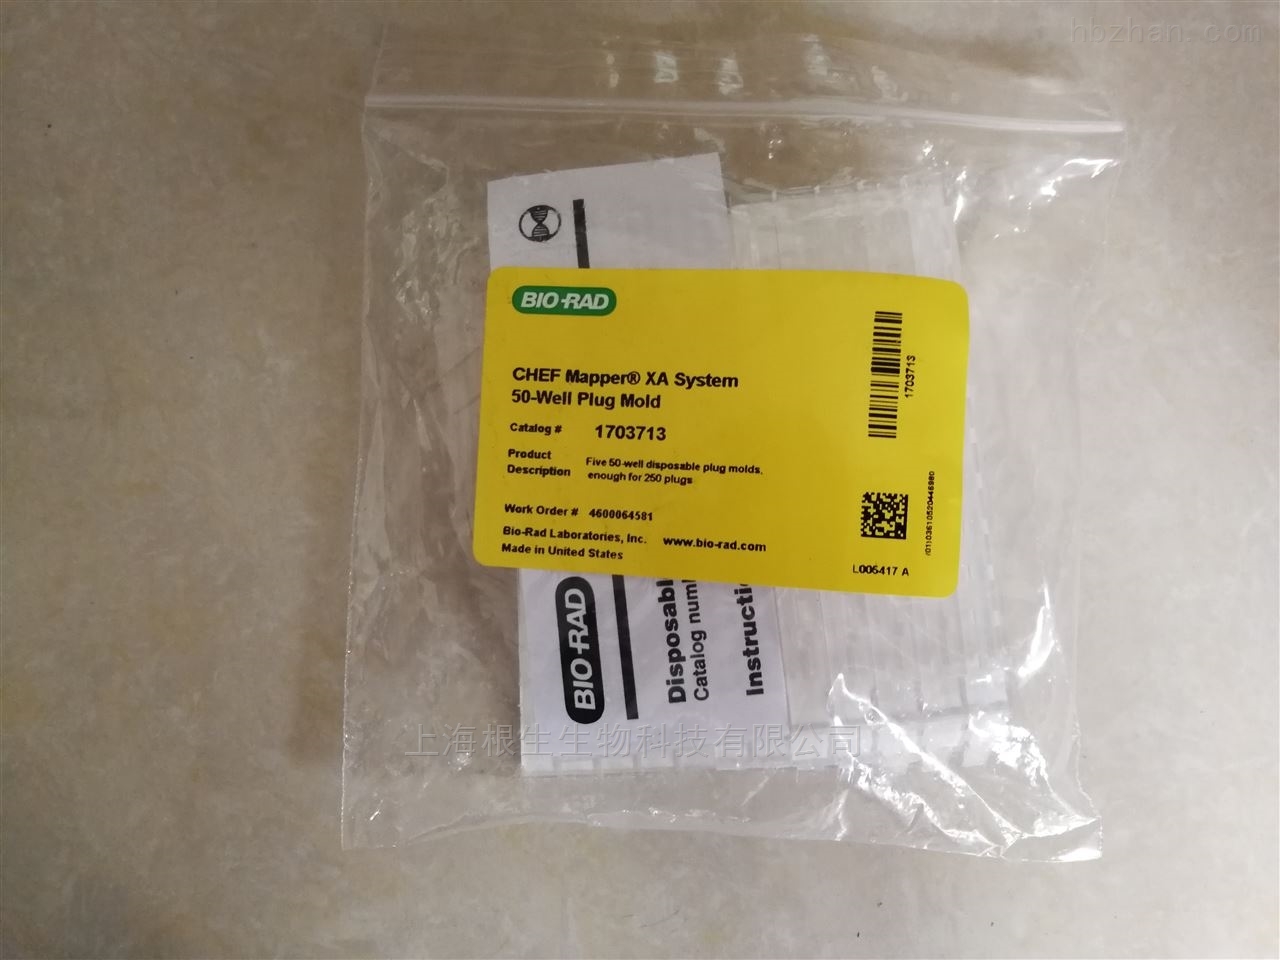 hbzhan.com
BIO-RAD
CHEF Mapper® XA System
50-Well Plug Mold
Catalog # 1703713
Product Description
Five 50-well disposable plug molds,
enough for 250 plugs
Work Order # 4600064581
Bio-Rad Laboratories, Inc. www.bio-rad.com
Made in United States
1703713
L005417 A
BIO-RAD
Disposabl
Catalog num
Instructi
上海根生生物科技有限公司